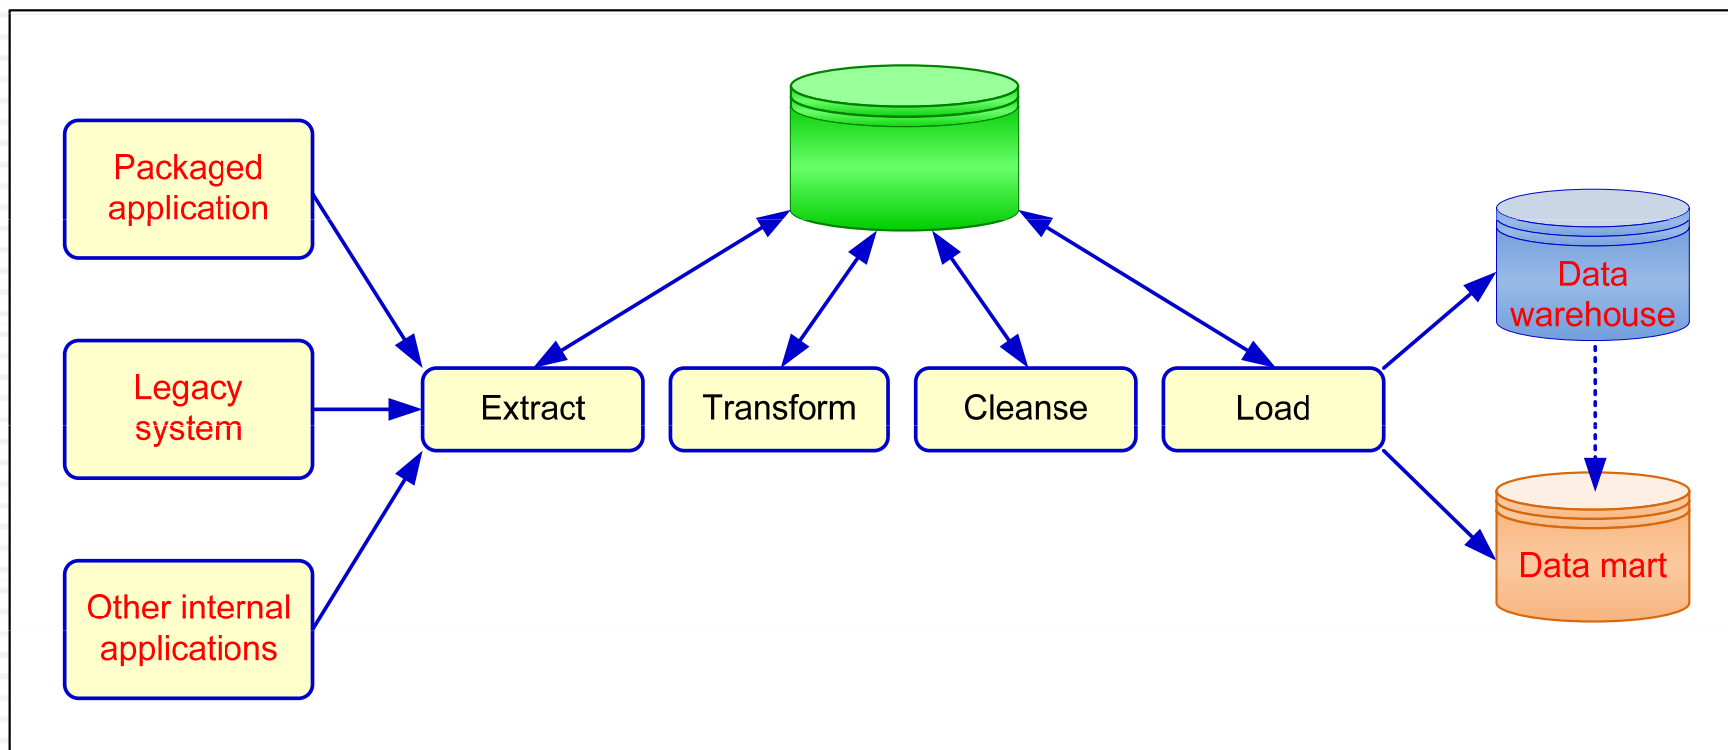 Packaged
application
Legacy
system
Other internal
applications
Extract
Transform
Cleanse
Load
Data
warehouse
Data mart